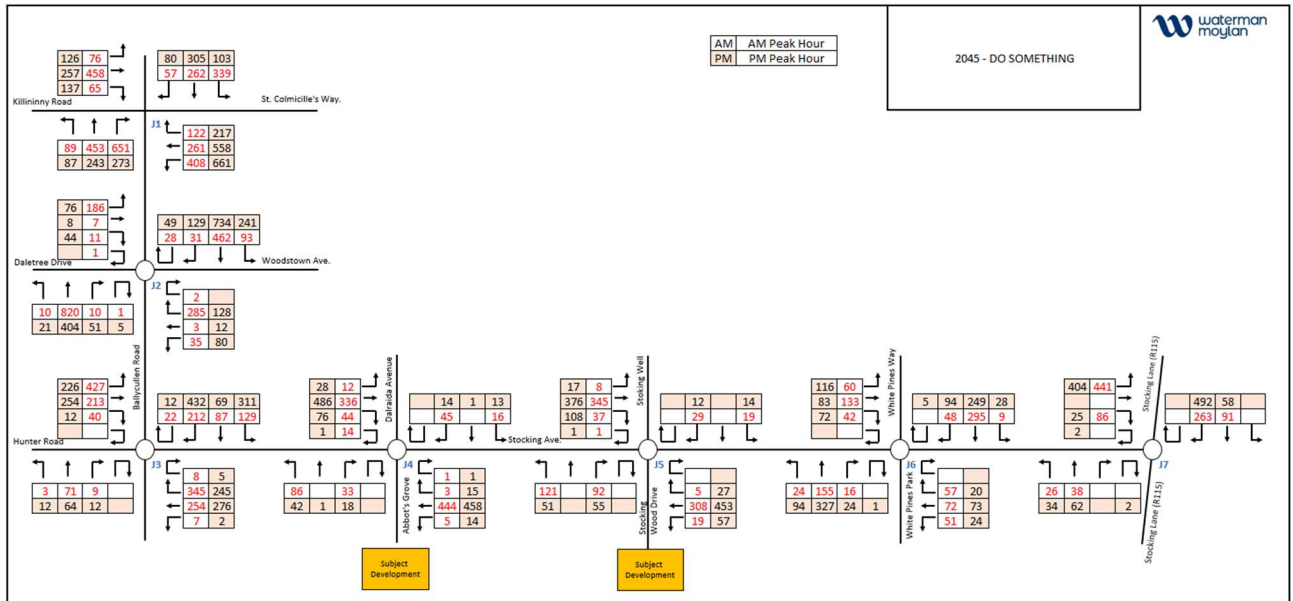 waterman
moylan
AM AM Peak Hour
PM PM Peak Hour
2045 - DO SOMETHING
126 76
257 458
137 65
80 305 103
57 262 339
Killininny Road
St. Colmicille's Way.
J1
122 217
261 558
408 661
89 453 651
87 243 273
76 186
8 7
44 11
1
49 129 734 241
28 31 462 93
Daletree Drive
Woodstown Ave.
J2
2
285 128
3 12
35 80
10 820 10 1
21 404 51 5
Ballycullen Road
226 427
254 213
12 40
12 432 69 311
22 212 87 129
Hunter Road
J3
8 5
345 245
254 276
7 2
3 71 9
12 64 12
28 12
486 336
76 44
1 14
Dalraida Avenue
14 1 13
45 16
Stocking Ave.
J4
1 1
3 15
444 458
5 14
86 33
42 1 18
Abbot's Grove
17 8
376 345
108 37
1 1
Stoking Well
12 14
29 19
J5
5 27
308 453
19 57
121 92
51 55
Stocking
Wood Drive
116 60
83 133
72 42
White Pines Way
5 94 249 28
48 295 9
J6
57 20
72 73
51 24
24 155 16
94 327 24 1
White Pines Park
404 441
25 86
2
Stocking Lane (R115)
492 58
263 91
J7
26 38
34 62 2
Stocking Lane (R115)
Subject
Development
Subject
Development